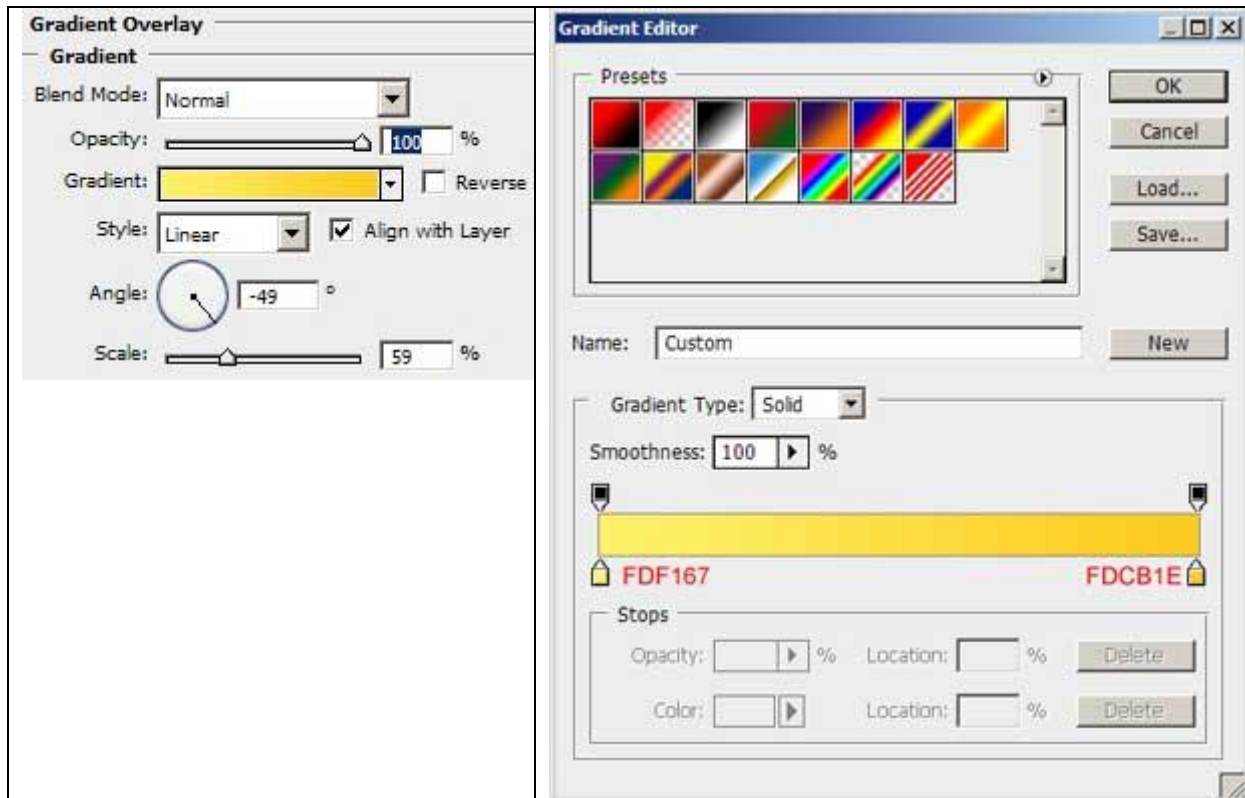 Gradient Overlay
Gradient
Blend Mode: Normal
Opacity: 100 %
Gradient: Reverse
Style: Linear Align with Layer
Angle: -49 °
Scale: 59 %
Gradient Editor
Presets
OK
Cancel
Load...
Save...
Name: Custom New
Gradient Type: Solid
Smoothness: 100 %
FDF167 FDCB1E
Stops
Opacity: % Location: % Delete
Color: Location: % Delete